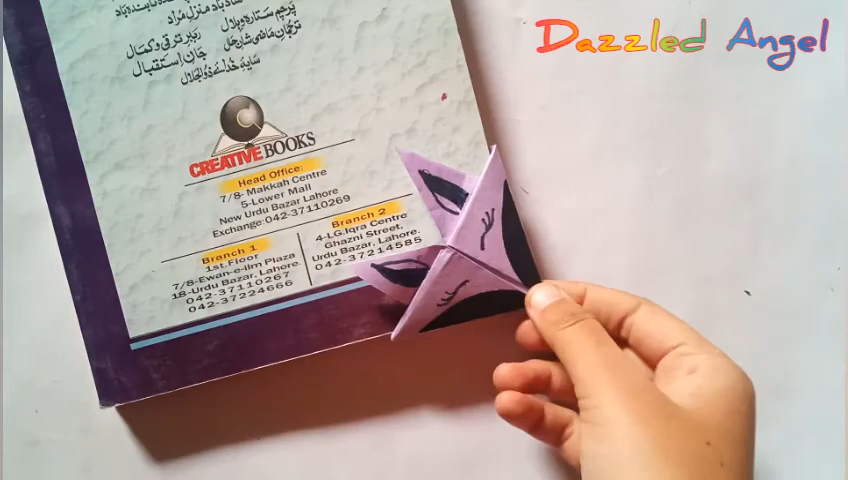 پرچم ستارہ و ہلال
رہبر ترقی و کمال
ترجمان ماضی شان حال
جان استقبال
سایۂ خدائے ذوالجلال
Dazzled Angel
CREATIVE BOOKS
Head Office:
7/8- Makkah Centre
5-Lower Mall
New Urdu Bazar Lahore
Exchange:042-37110269
Branch 1
1st.Floor
7/8-Ewan-e-ilm Plaza
18-Urdu Bazar, Lahore
042-37110267
042-37224666
Branch 2
4-LG.Iqra Centre
Ghazni Street,
Urdu Bazar, Lahore.
042-37214585